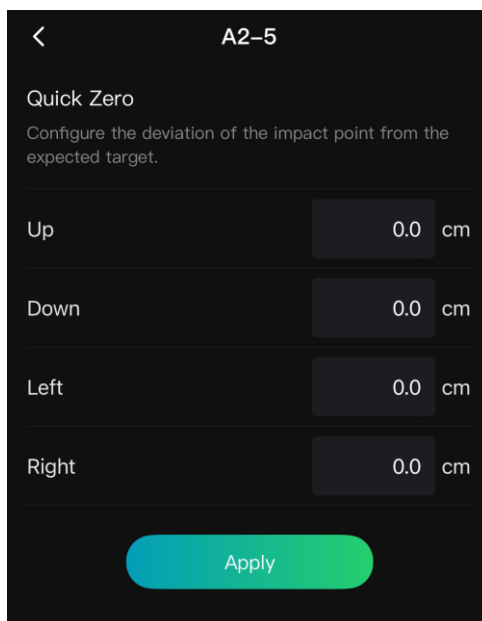 A2-5
Quick Zero
Configure the deviation of the impact point from the
expected target.
Up 0.0 cm
Down 0.0 cm
Left 0.0 cm
Right 0.0 cm
Apply